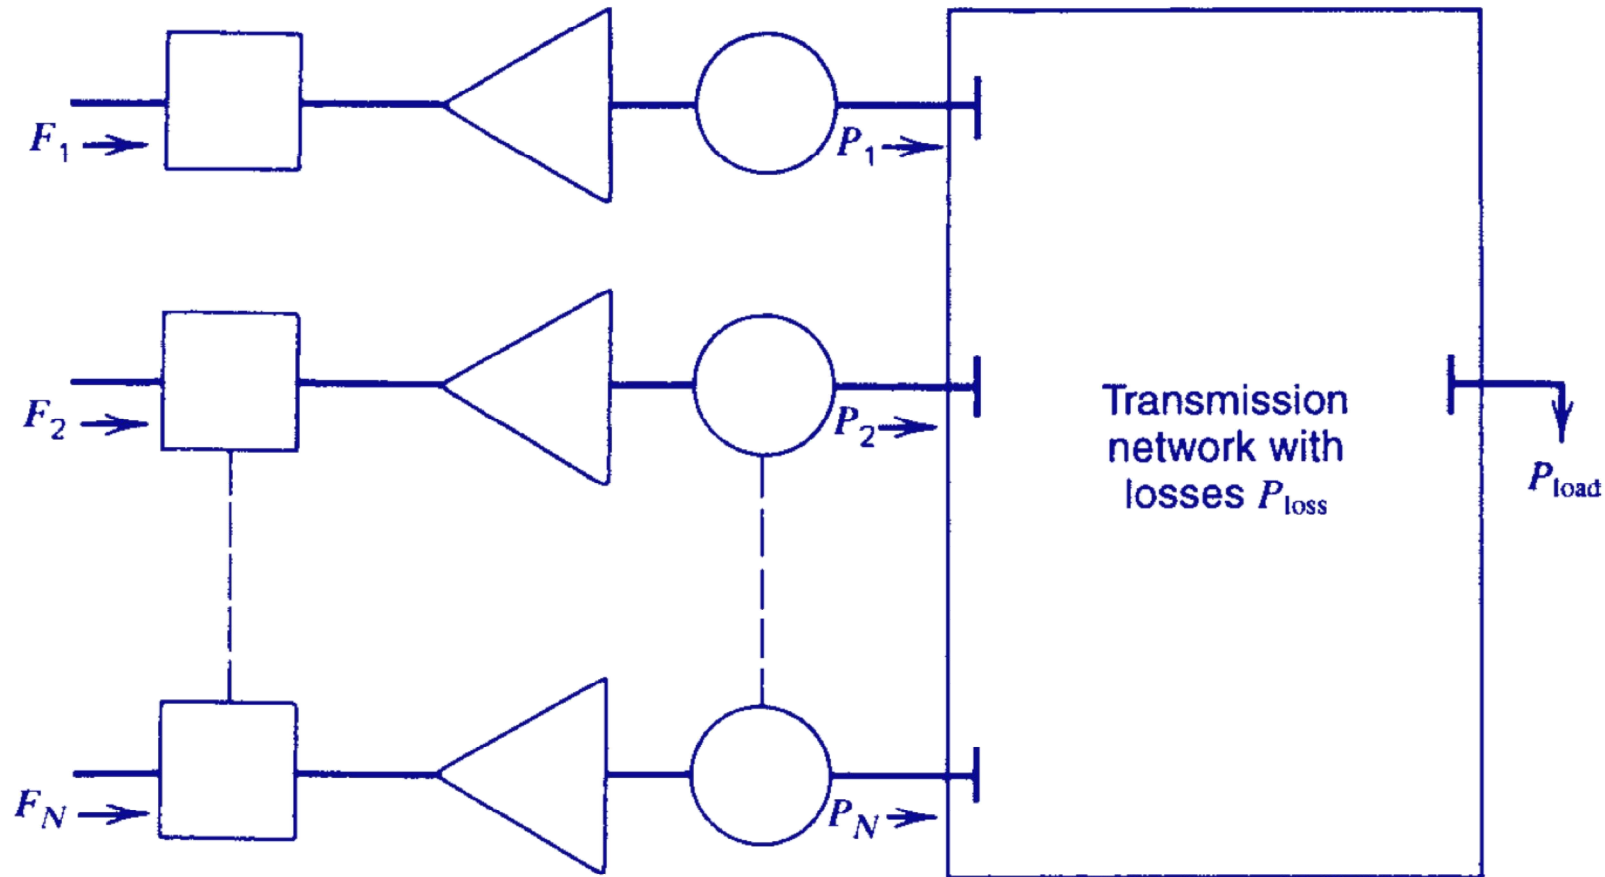 F1
P1
F2
P2
Transmission
network with
losses Ploss
Pload
FN
PN